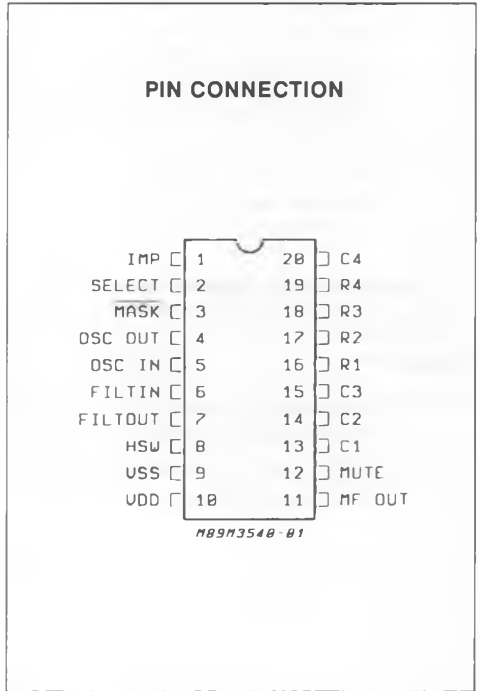 PIN CONNECTION
IMP 1 20 C4
SELECT 2 19 R4
MASK 3 18 R3
OSC OUT 4 17 R2
OSC IN 5 16 R1
FILTIN 6 15 C3
FILTOUT 7 14 C2
HSW 8 13 C1
VSS 9 12 MUTE
VDD 10 11 MF OUT
M89M3540-01